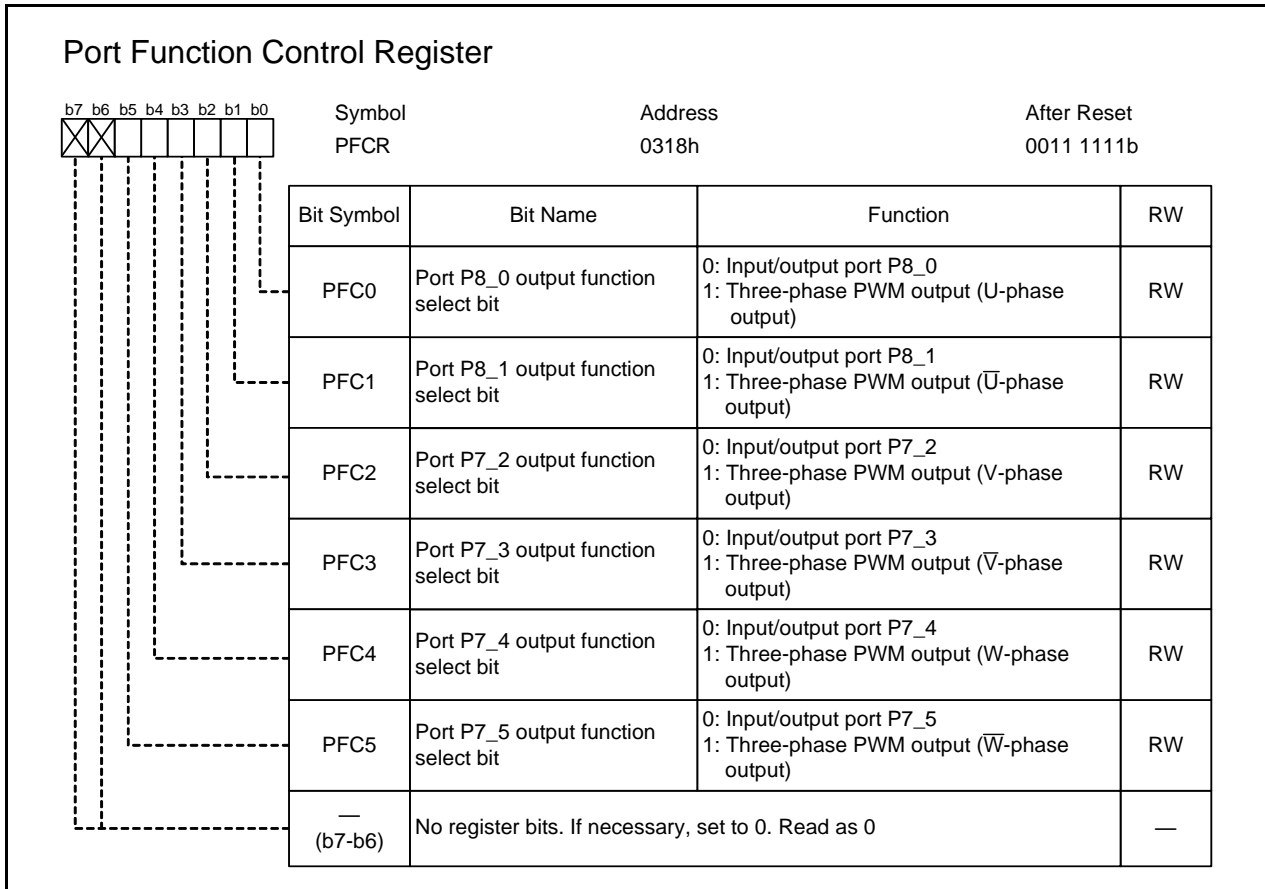 Port Function Control Register
b7 b6 b5 b4 b3 b2 b1 b0
Symbol Address After Reset
PFCR 0318h 0011 1111b
Bit Symbol Bit Name Function RW
PFC0 Port P8_0 output function select bit 0: Input/output port P8_0
1: Three-phase PWM output (U-phase output) RW
PFC1 Port P8_1 output function select bit 0: Input/output port P8_1
1: Three-phase PWM output (U̅-phase output) RW
PFC2 Port P7_2 output function select bit 0: Input/output port P7_2
1: Three-phase PWM output (V-phase output) RW
PFC3 Port P7_3 output function select bit 0: Input/output port P7_3
1: Three-phase PWM output (V̅-phase output) RW
PFC4 Port P7_4 output function select bit 0: Input/output port P7_4
1: Three-phase PWM output (W-phase output) RW
PFC5 Port P7_5 output function select bit 0: Input/output port P7_5
1: Three-phase PWM output (W̅-phase output) RW
—
(b7-b6) No register bits. If necessary, set to 0. Read as 0 —